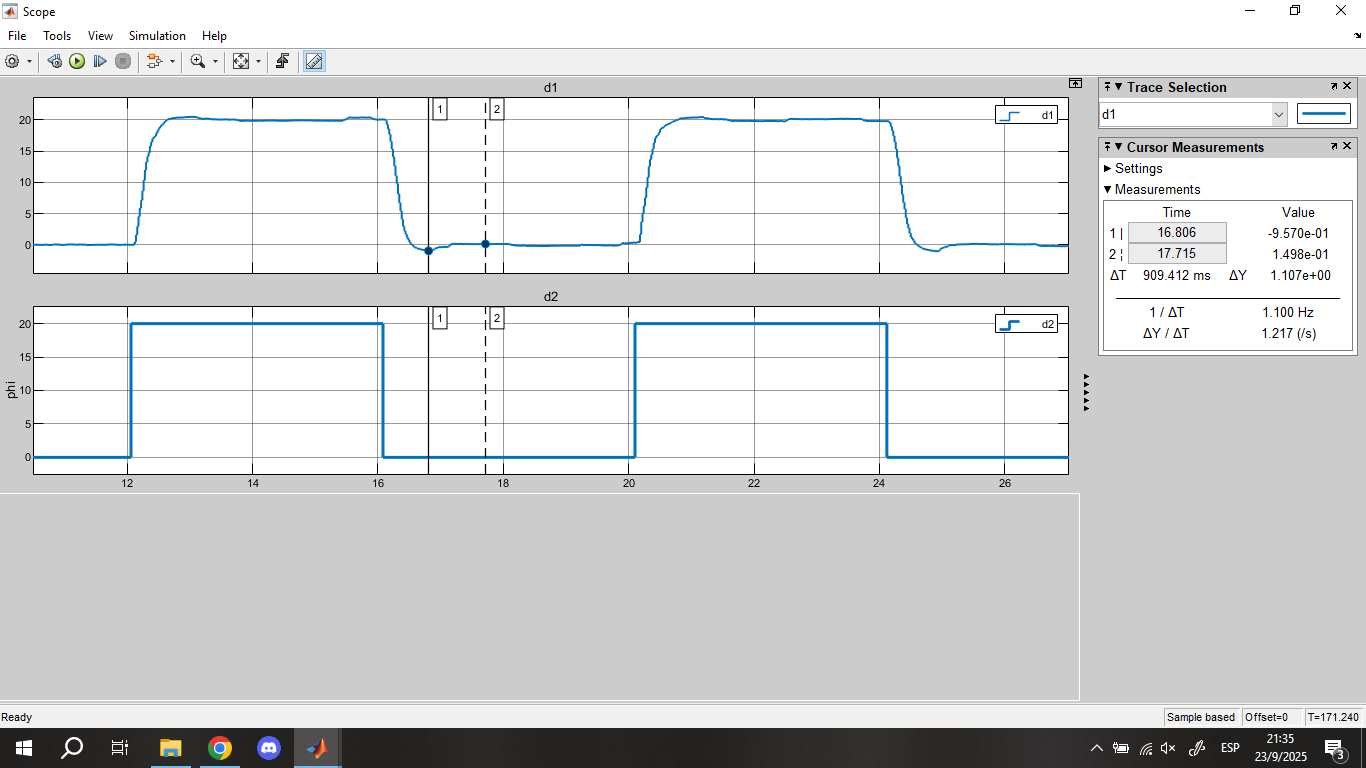 Scope
File Tools View Simulation Help
d1
1 2
d1
20
15
10
5
0
d2
1 2
d2
20
15
10
5
0
phi
12 14 16 18 20 22 24 26
Trace Selection
d1
Cursor Measurements
Settings
Measurements
Time Value
1 | 16.806 -9.570e-01
2 ¦ 17.715 1.498e-01
ΔT 909.412 ms ΔY 1.107e+00
1 / ΔT 1.100 Hz
ΔY / ΔT 1.217 (/s)
Ready
Sample based Offset=0 T=171.240
ESP
21:35
23/9/2025
3